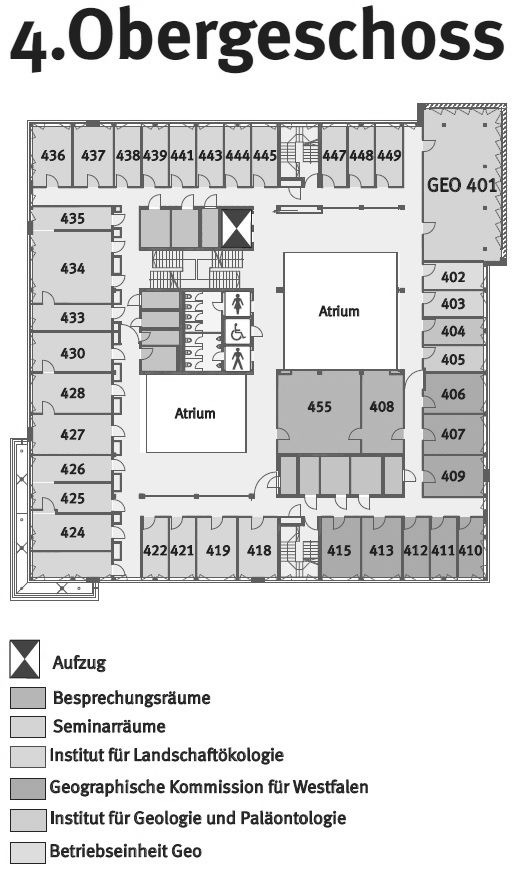 4.Obergeschoss
436 437 438 439 441 443 444 445 447 448 449
GEO 401
435
434
402
403
433
Atrium
404
430
405
428
406
Atrium
455 408
427
407
426
409
425
424
422 421 419 418 415 413 412 411 410
Aufzug
Besprechungsräume
Seminarräume
Institut für Landschaftökologie
Geographische Kommission für Westfalen
Institut für Geologie und Paläontologie
Betriebseinheit Geo